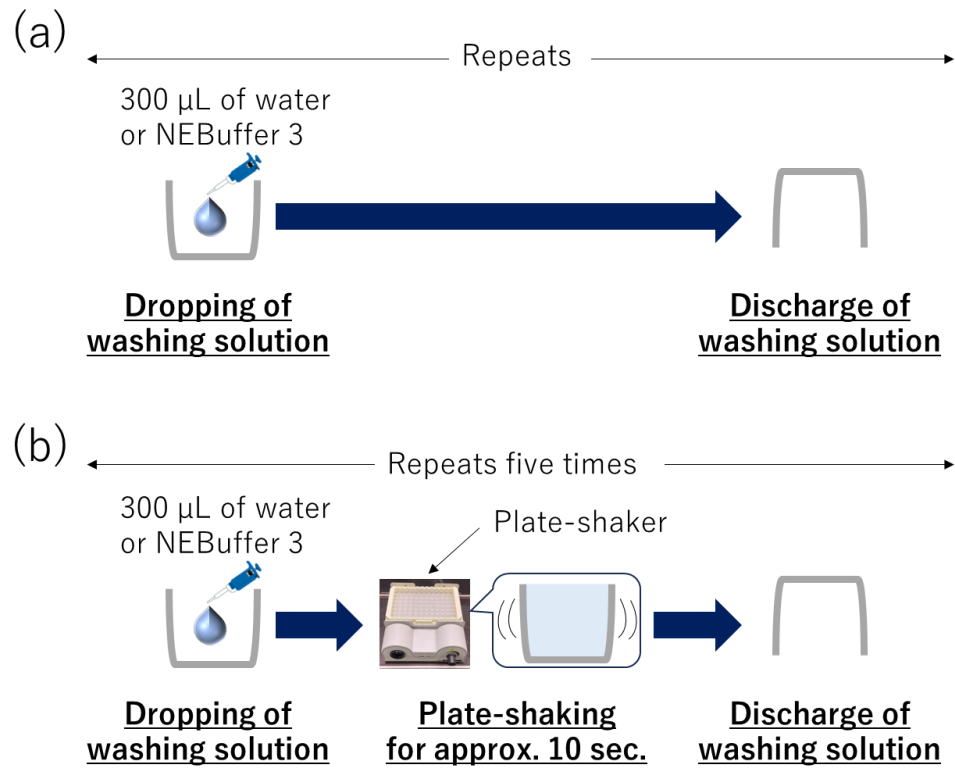 (a)
Repeats
300 µL of water
or NEBuffer 3
Dropping of
washing solution
Discharge of
washing solution
(b)
Repeats five times
300 µL of water
or NEBuffer 3
Plate-shaker
Dropping of
washing solution
Plate-shaking
for approx. 10 sec.
Discharge of
washing solution